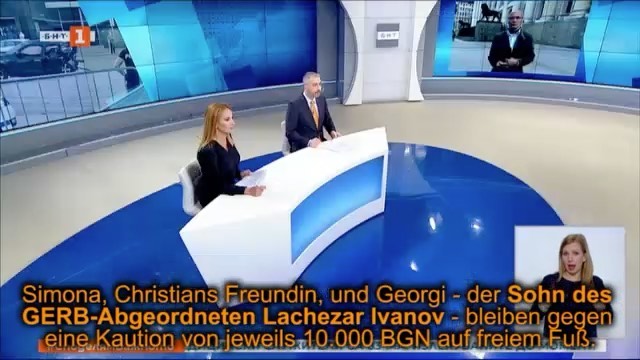 БНТ 1
БНТ
Simona, Christians Freundin, und Georgi - der Sohn des
GERB-Abgeordneten Lachezar Ivanov - bleiben gegen
eine Kaution von jeweils 10.000 BGN auf freiem Fuß.